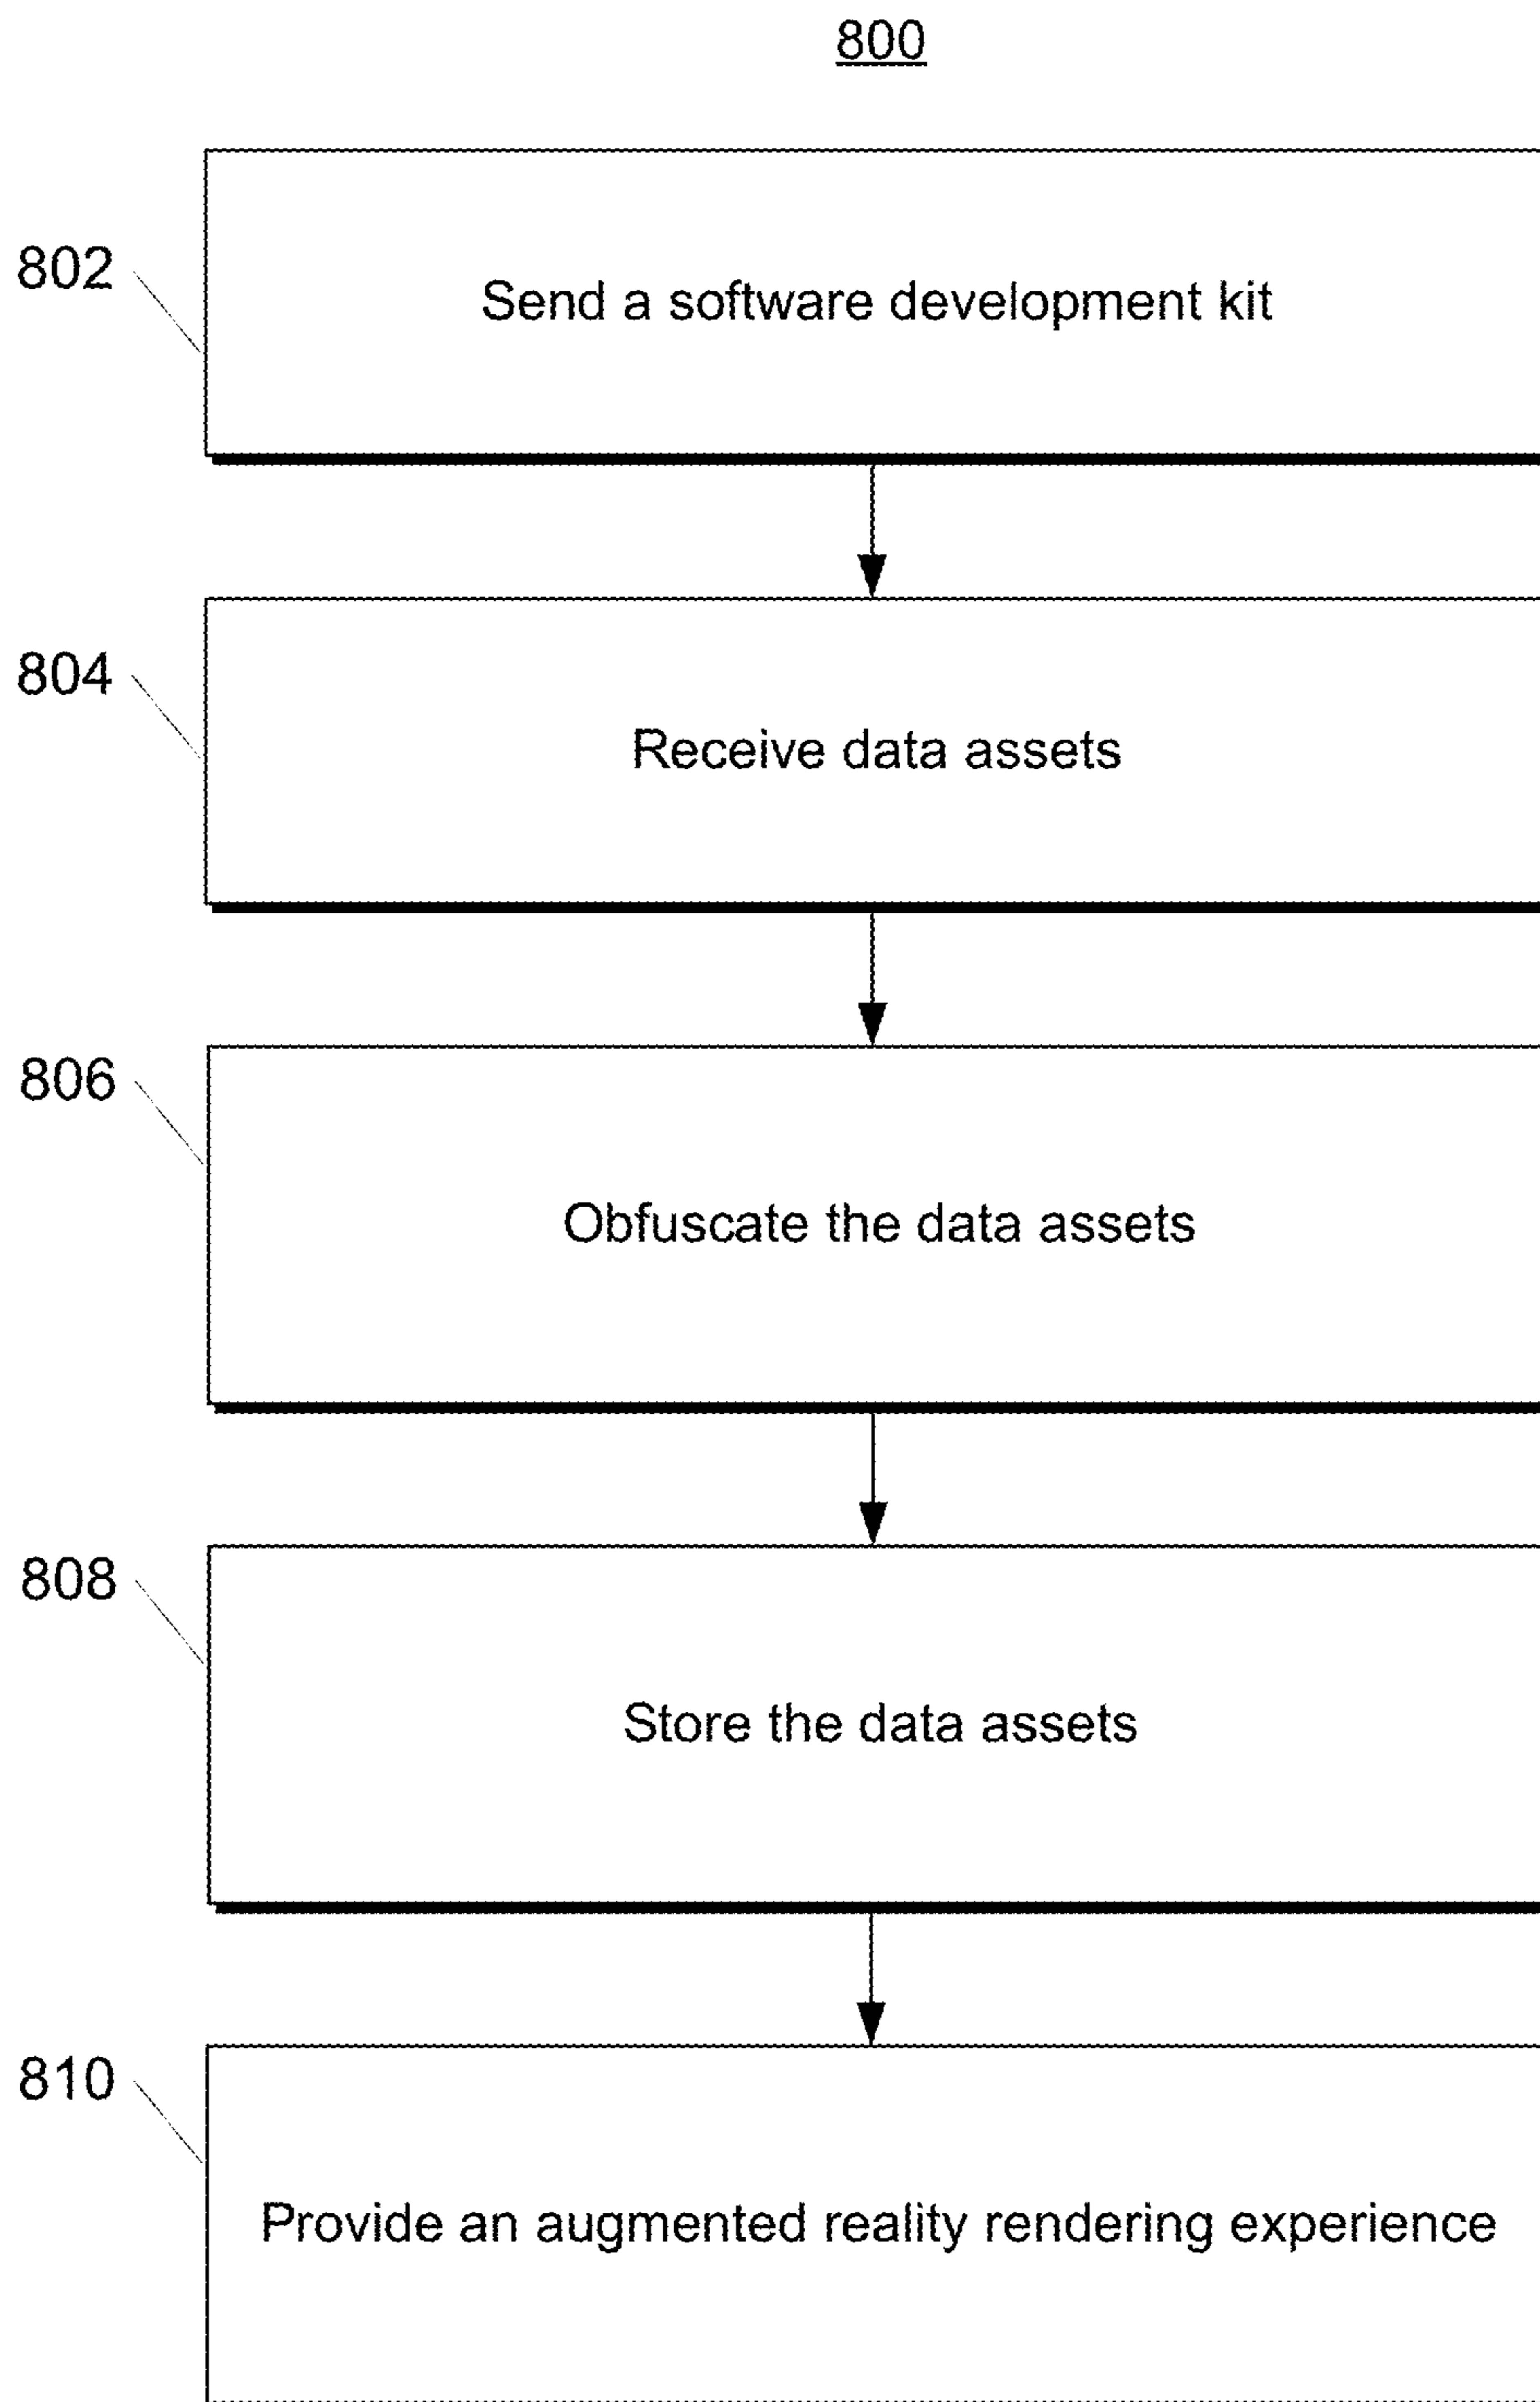 800
802
Send a software development kit
804
Receive data assets
806
Obfuscate the data assets
808
Store the data assets
810
Provide an augmented reality rendering experience